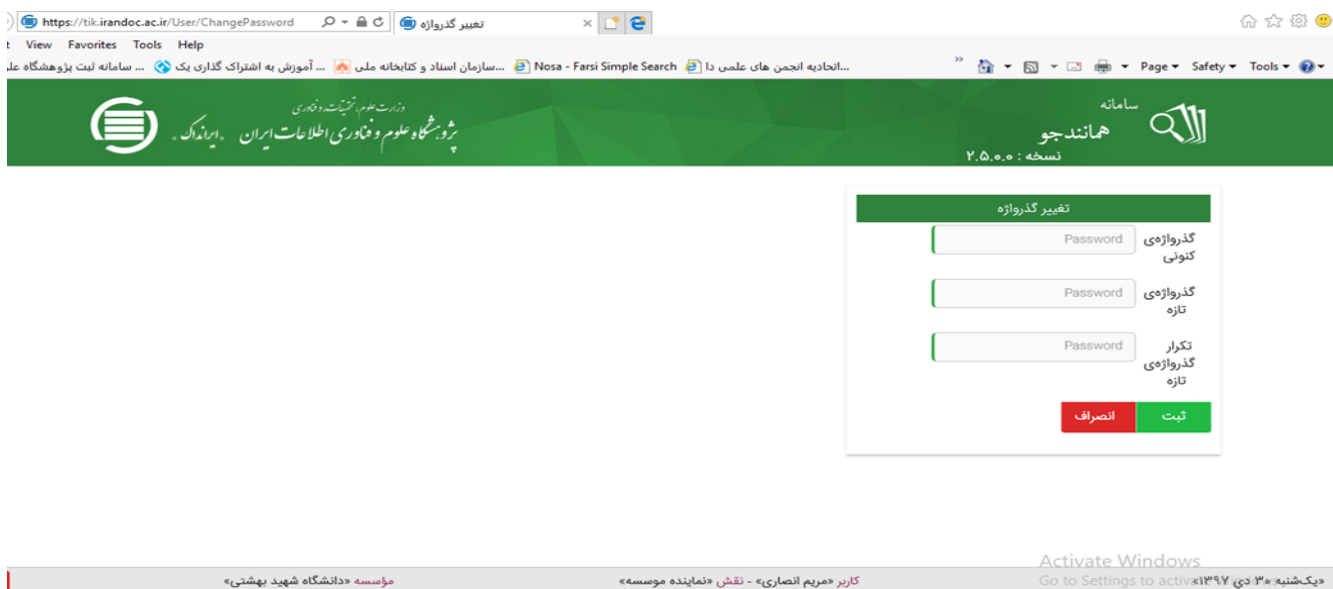 https://tik.irandoc.ac.ir/User/ChangePassword
تغییر گذرواژه
View Favorites Tools Help
سامانه ثبت پژوهشگاه علو ...
آموزش به اشتراک گذاری یک ...
سازمان اسناد و کتابخانه ملی...
Nosa - Farsi Simple Search
اتحادیه انجمن های علمی دا...
Page Safety Tools
سامانه
همانندجو
نسخه : ۲.۵.۰.۰
وزارت علوم، تحقیقات و فناوری
پژوهشگاه علوم و فناوری اطلاعات ایران «ایرانداک»
تغییر گذرواژه
گذرواژه‌ی
کنونی
Password
گذرواژه‌ی
تازه
Password
تکرار
گذرواژه‌ی
تازه
Password
ثبت
انصراف
Activate Windows
Go to Settings to activate Windows
«یک‌شنبه ۳۰ دی ۱۳۹۷»
کاربر «مریم انصاری» - نقش «نماینده موسسه»
مؤسسه «دانشگاه شهید بهشتی»